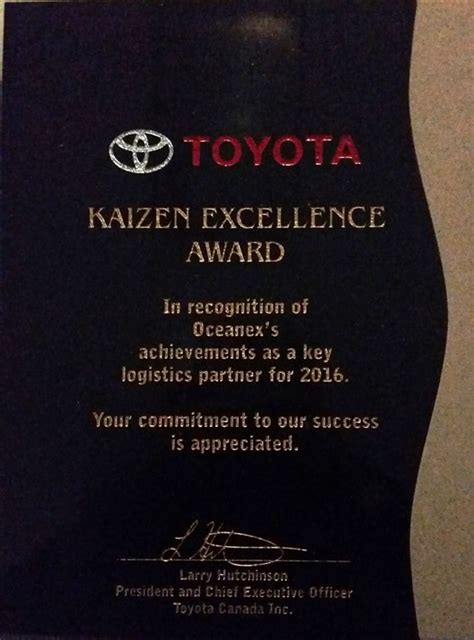 TOYOTA
KAIZEN EXCELLENCE
AWARD
In recognition of
Oceanex's
achievements as a key
logistics partner for 2016.
Your commitment to our success
is appreciated.
Larry Hutchinson
President and Chief Executive Officer
Toyota Canada Inc.